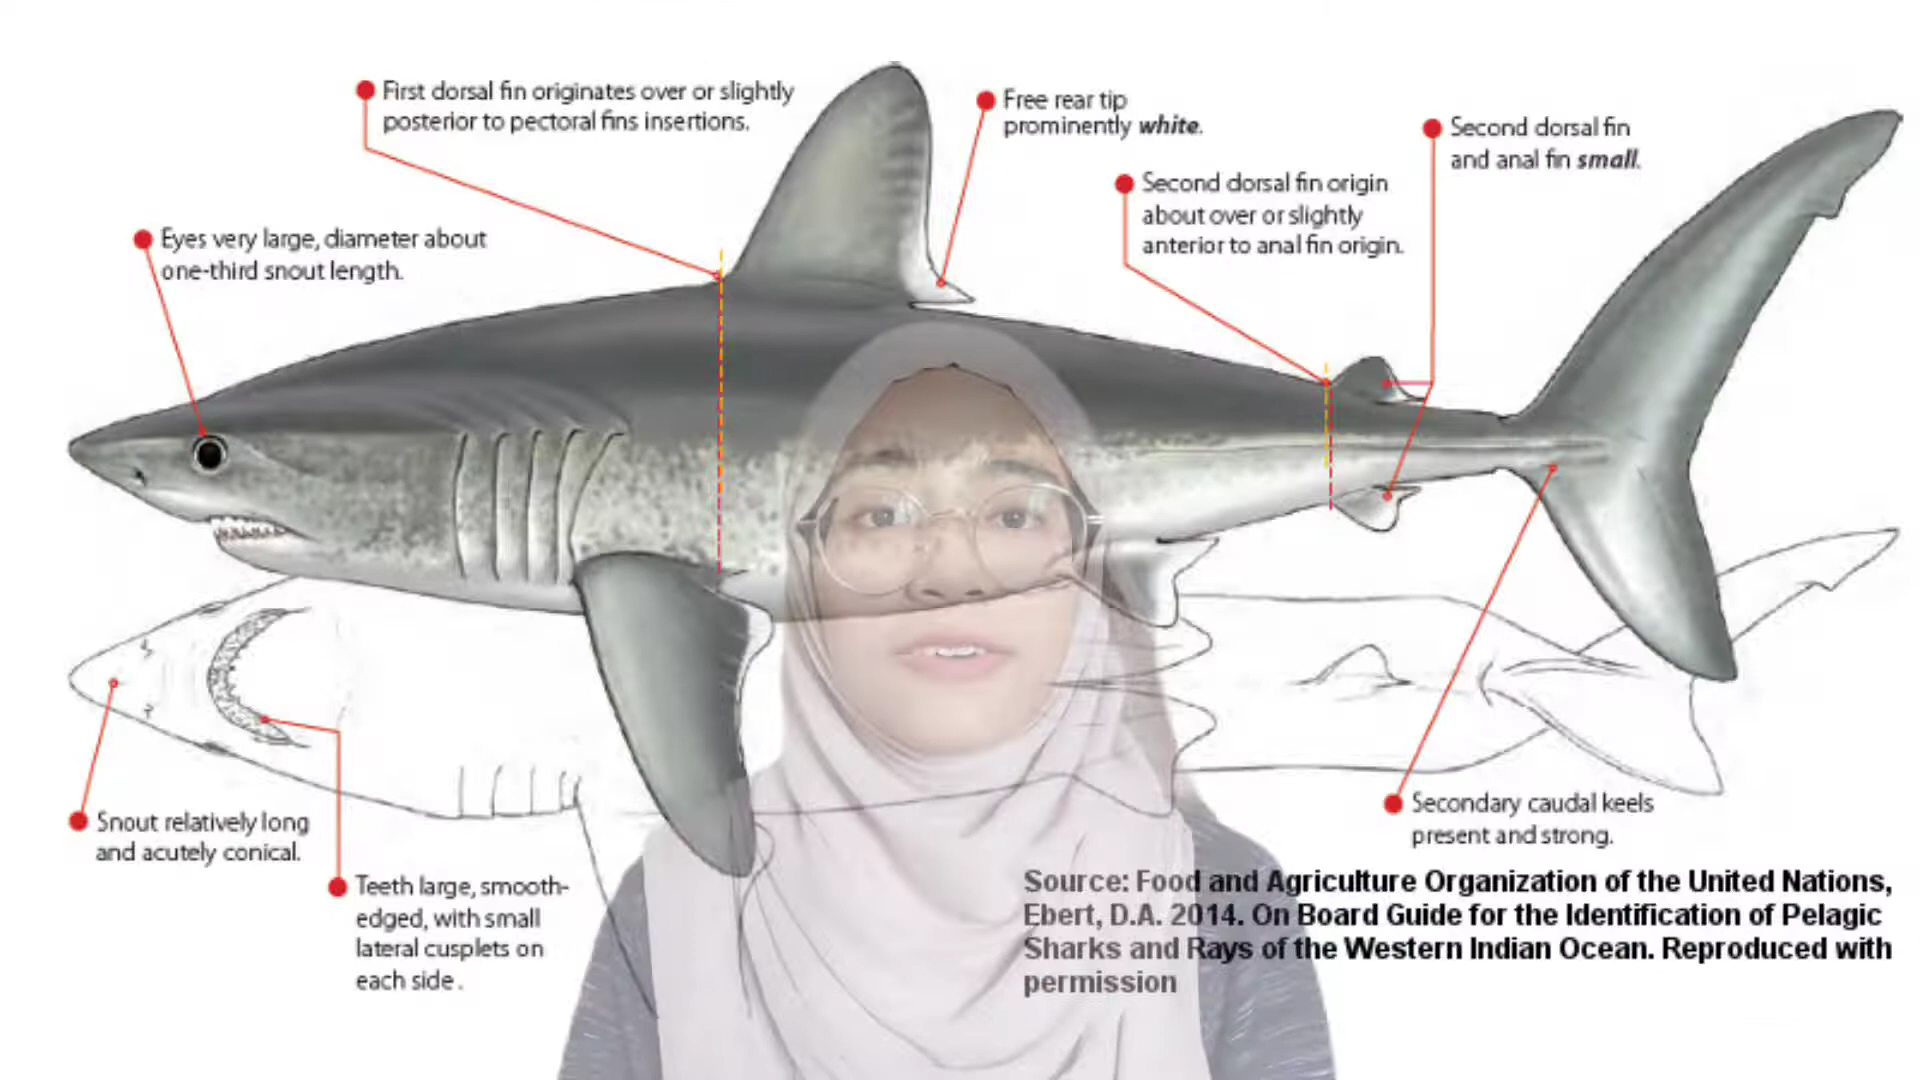 First dorsal fin originates over or slightly
posterior to pectoral fins insertions.
Free rear tip
prominently white.
Second dorsal fin
and anal fin small.
Second dorsal fin origin
about over or slightly
anterior to anal fin origin.
Eyes very large, diameter about
one-third snout length.
Snout relatively long
and acutely conical.
Teeth large, smooth-
edged, with small
lateral cusplets on
each side.
Secondary caudal keels
present and strong.
Source: Food and Agriculture Organization of the United Nations,
Ebert, D.A. 2014. On Board Guide for the Identification of Pelagic
Sharks and Rays of the Western Indian Ocean. Reproduced with
permission